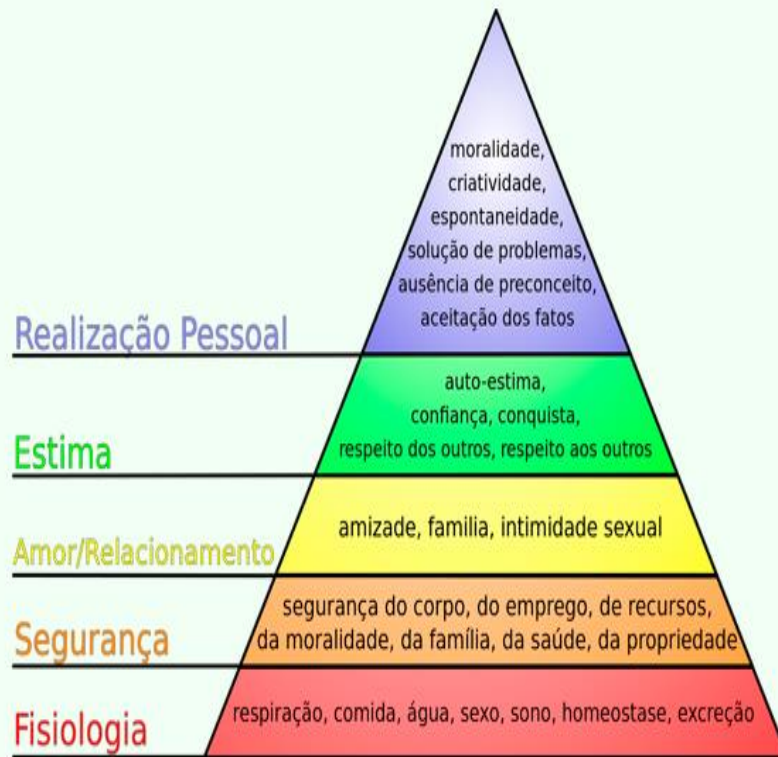 moralidade,
criatividade,
espontaneidade,
solução de problemas,
ausência de preconceito,
aceitação dos fatos
Realização Pessoal
auto-estima,
confiança, conquista,
respeito dos outros, respeito aos outros
Estima
amizade, familia, intimidade sexual
Amor/Relacionamento
segurança do corpo, do emprego, de recursos,
da moralidade, da família, da saúde, da propriedade
Segurança
respiração, comida, água, sexo, sono, homeostase, excreção
Fisiologia